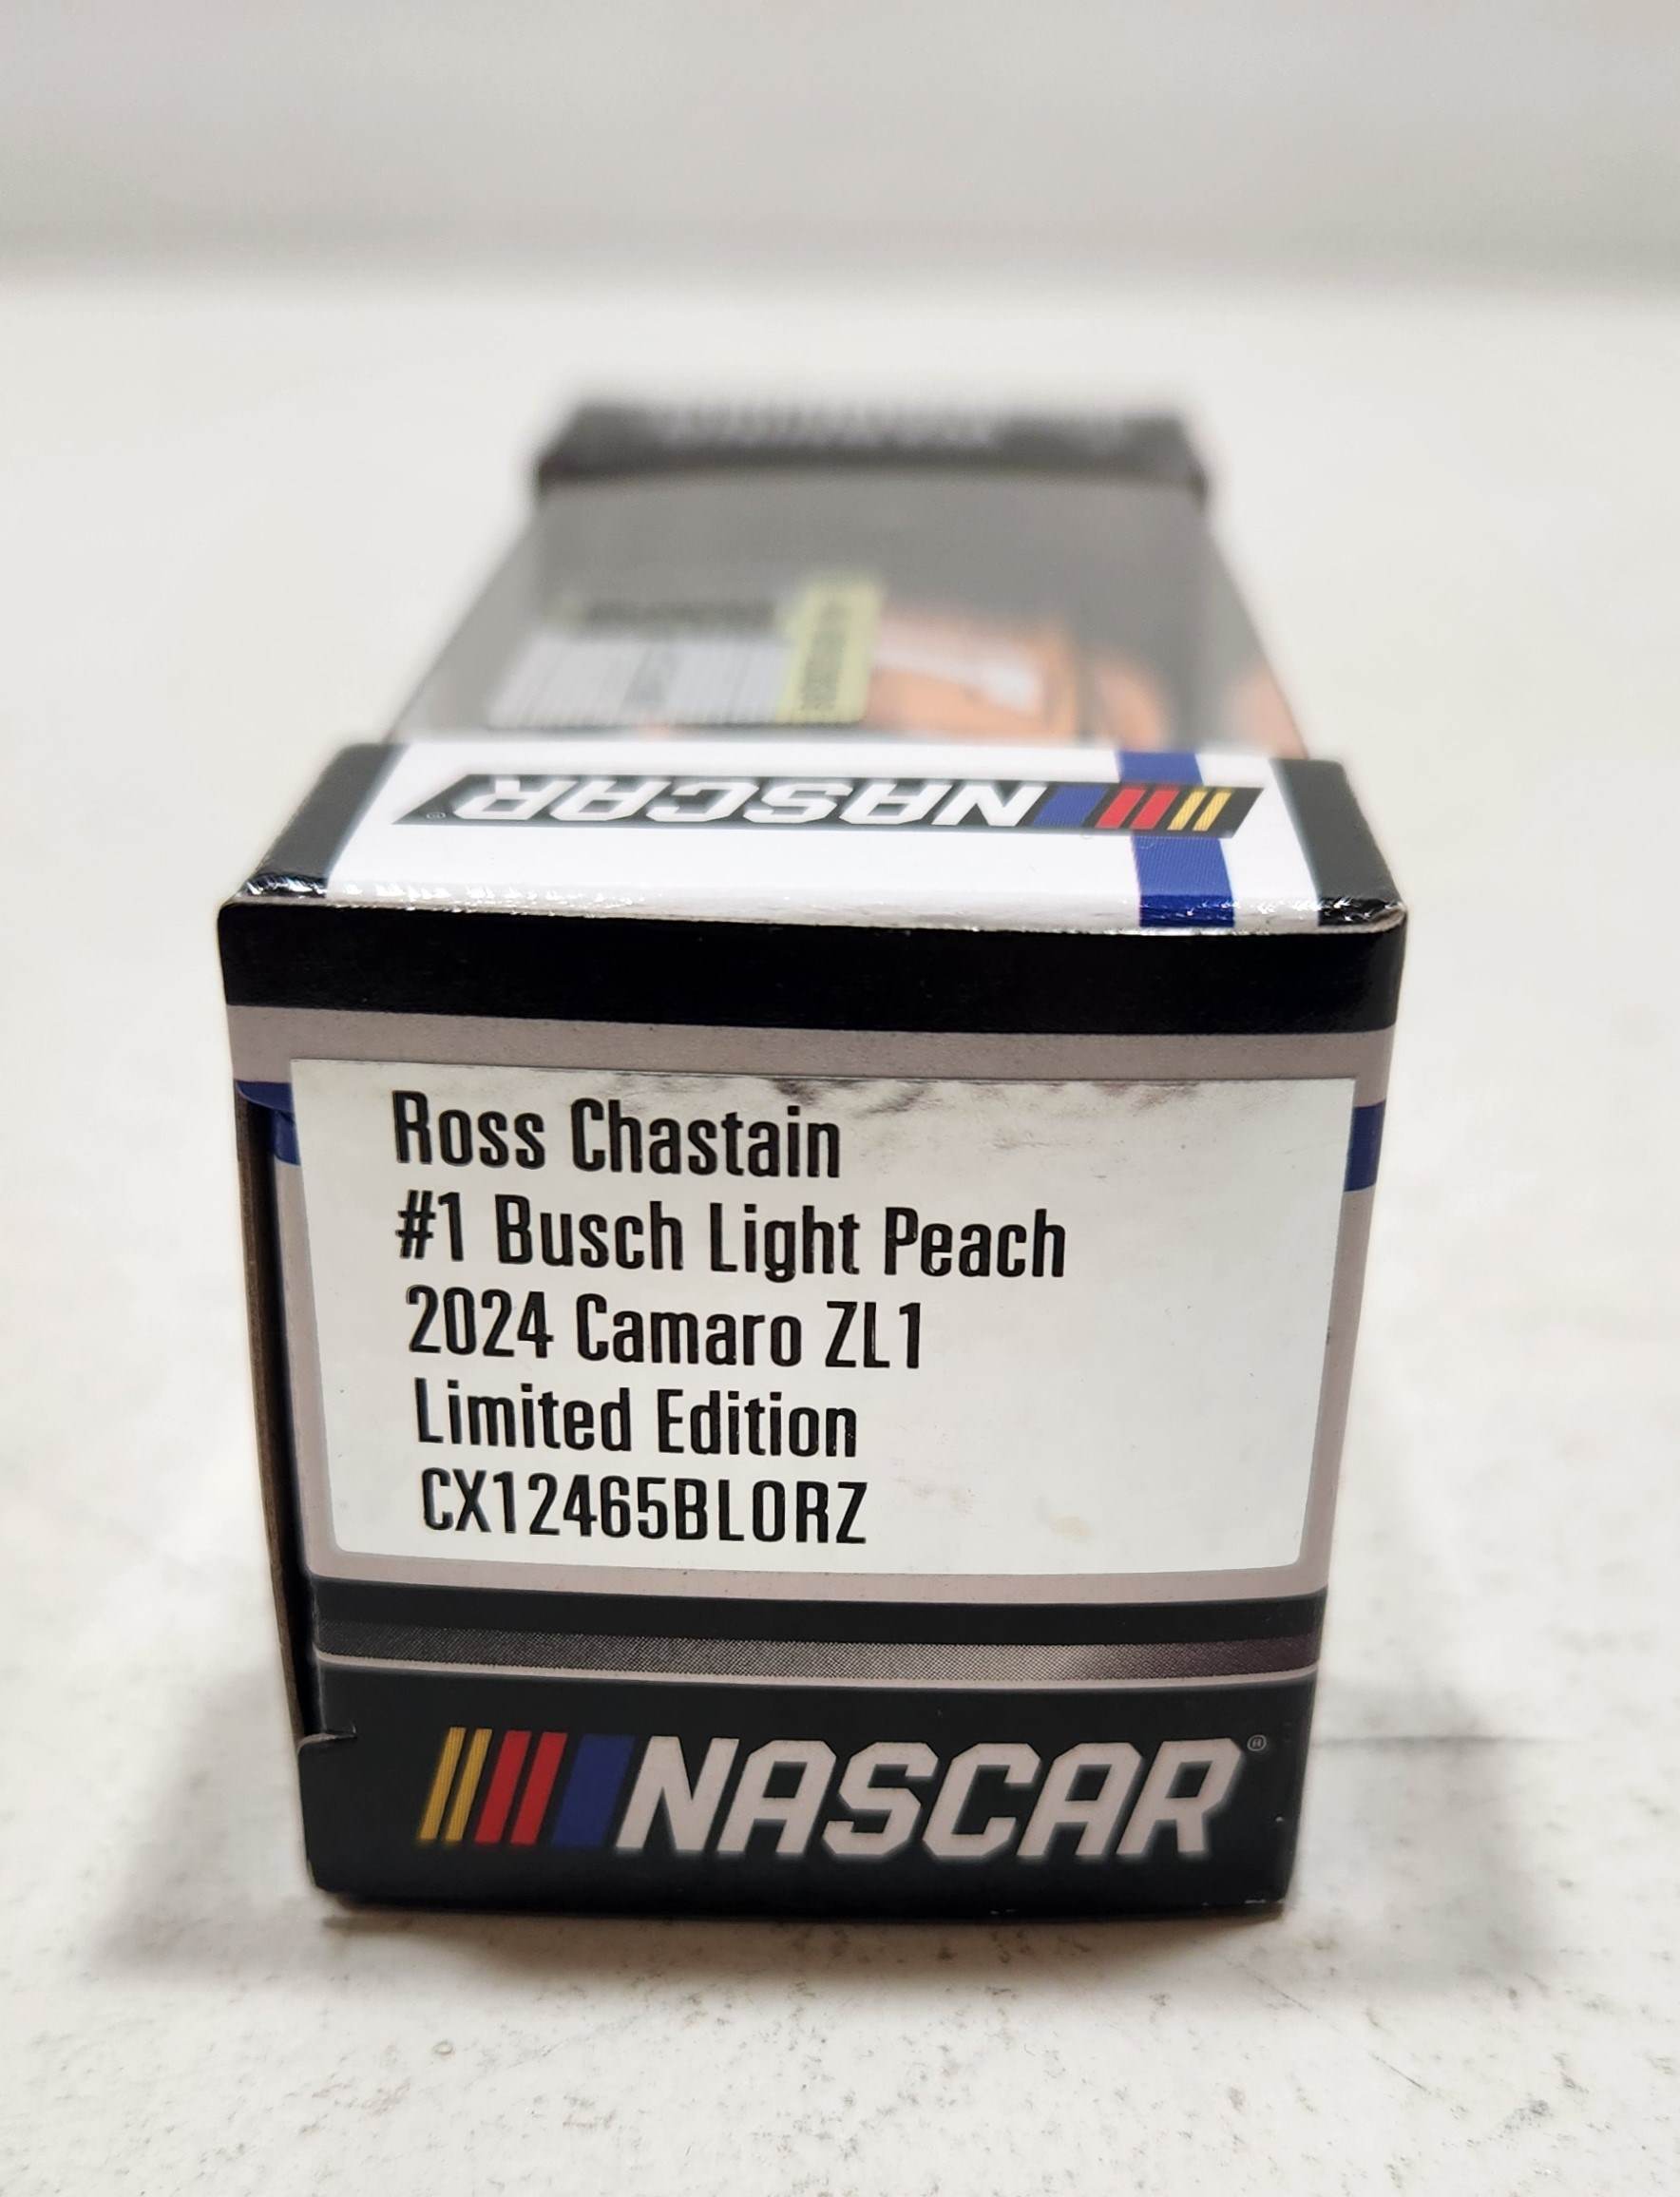 NASCAR®
Ross Chastain
#1 Busch Light Peach
2024 Camaro ZL1
Limited Edition
CX12465BLORZ
NASCAR®